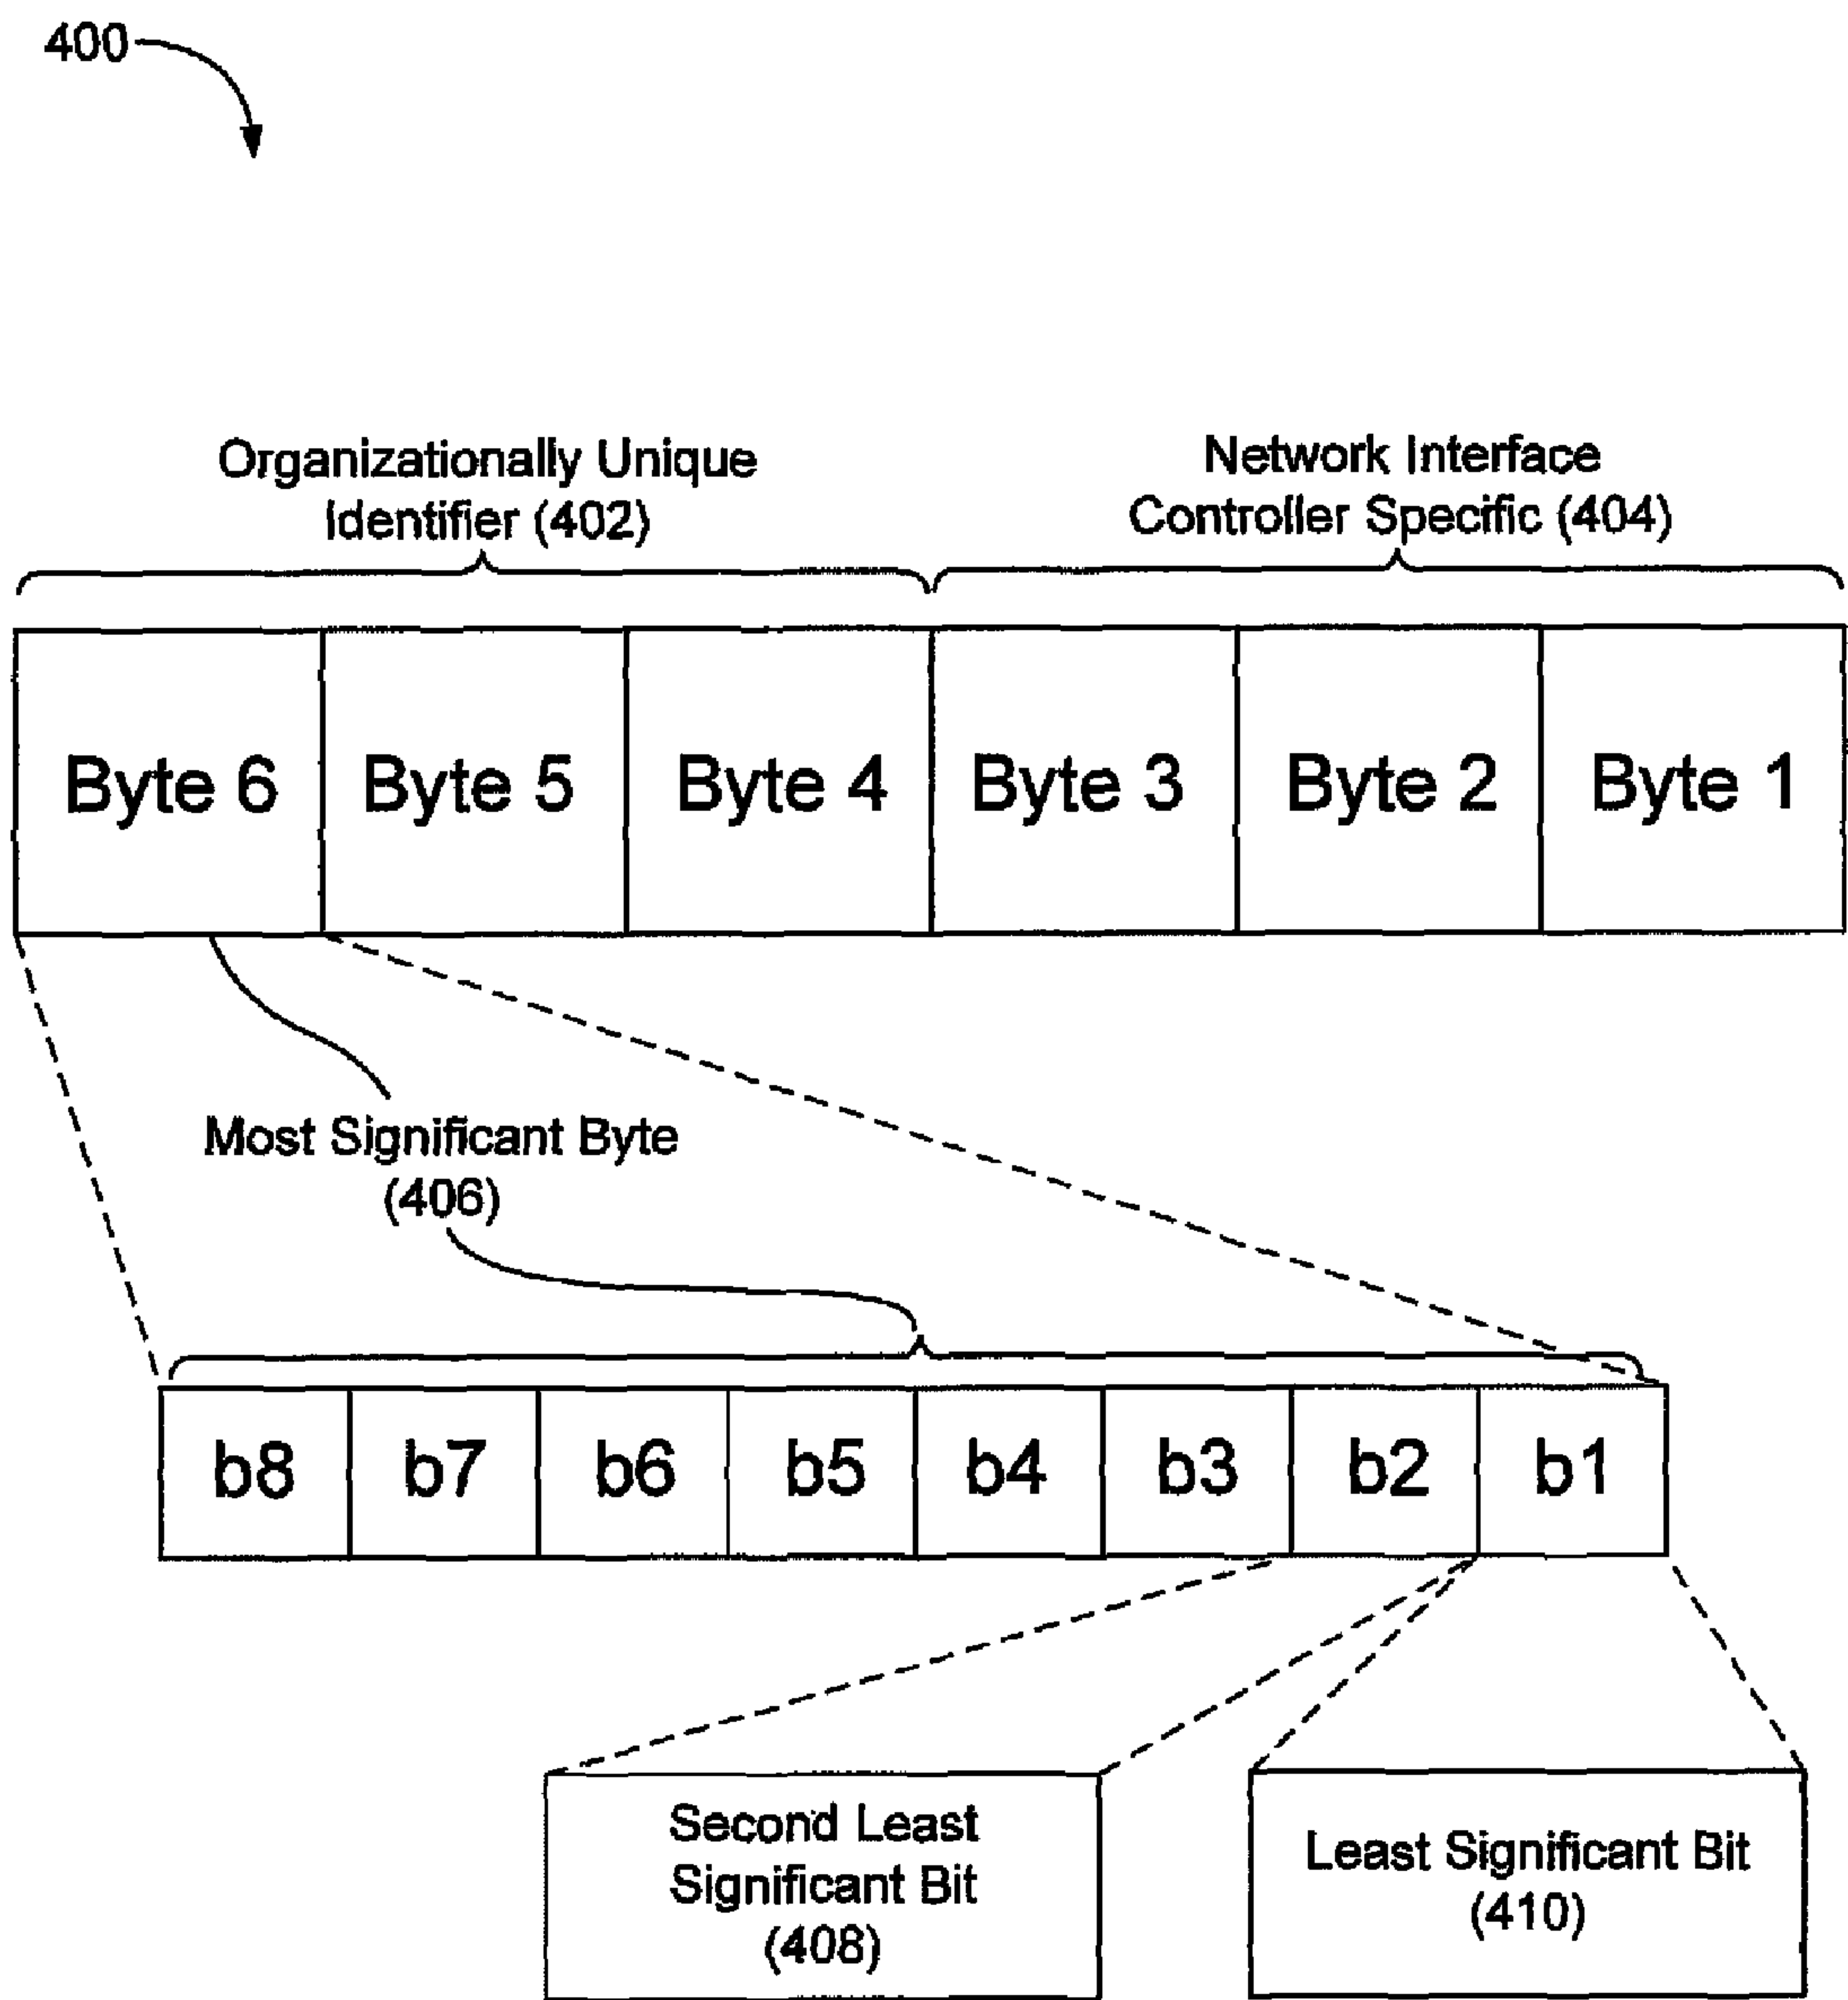 400
Organizationally Unique
Identifier (402)
Network Interface
Controller Specific (404)
Byte 6
Byte 5
Byte 4
Byte 3
Byte 2
Byte 1
Most Significant Byte
(406)
b8
b7
b6
b5
b4
b3
b2
b1
Second Least
Significant Bit
(408)
Least Significant Bit
(410)